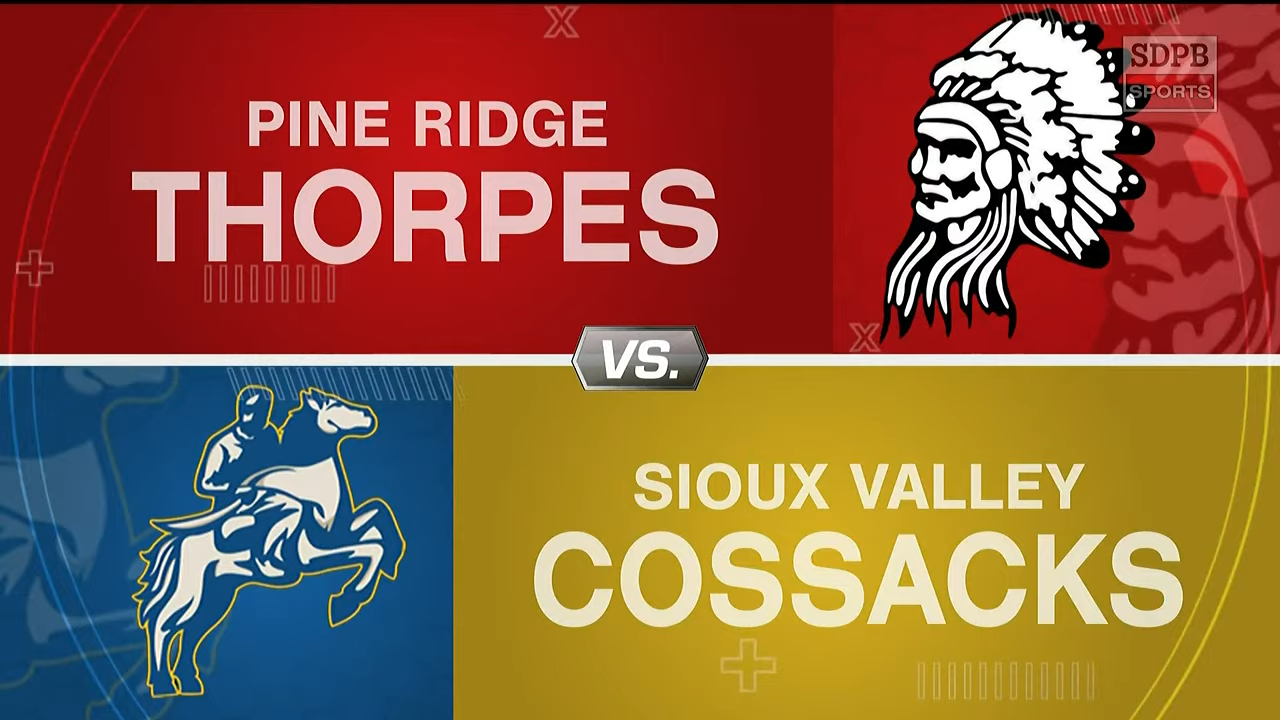 SDPB
SPORTS
PINE RIDGE
THORPES
VS.
SIOUX VALLEY
COSSACKS